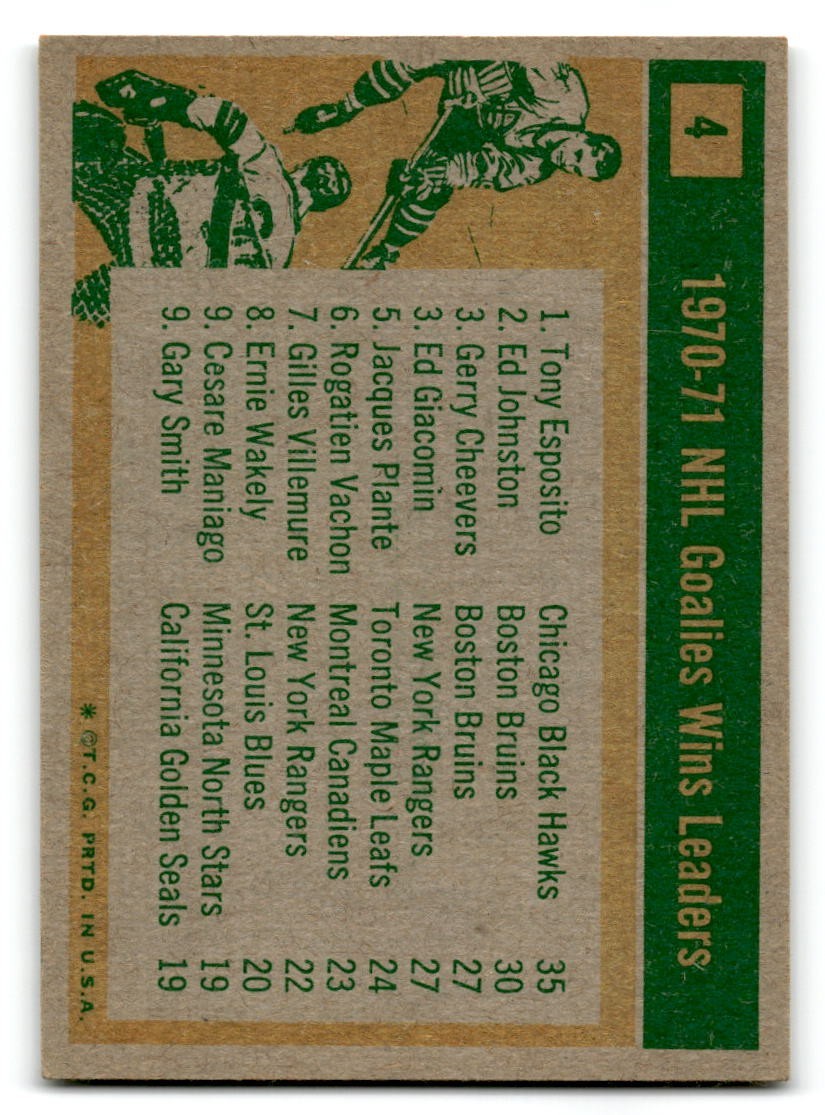 4
1970-71 NHL Goalies Wins Leaders
1. Tony Esposito Chicago Black Hawks 35
2. Ed Johnston Boston Bruins 30
3. Gerry Cheevers Boston Bruins 27
3. Ed Giacomin New York Rangers 27
5. Jacques Plante Toronto Maple Leafs 24
6. Rogatien Vachon Montreal Canadiens 23
7. Gilles Villemure New York Rangers 22
8. Ernie Wakely St. Louis Blues 20
9. Cesare Maniago Minnesota North Stars 19
9. Gary Smith California Golden Seals 19
* ©T.C.G. PRTD. IN U.S.A.